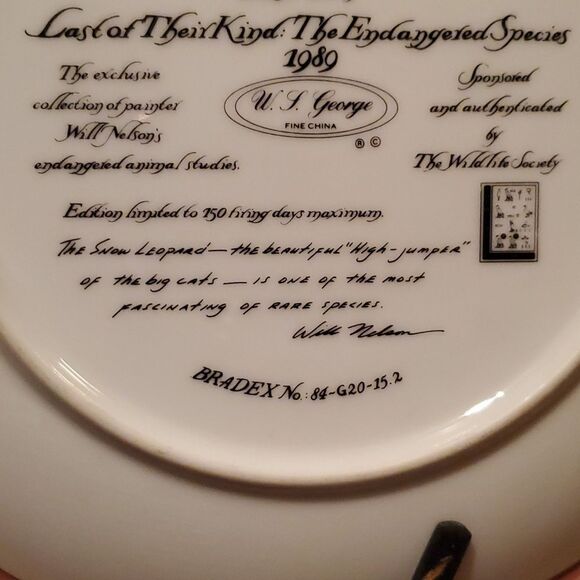 Last of Their Kind: The Endangered Species
1989
The exclusive
collection of painter
Will Nelson's
endangered animal studies.
W. S. George
FINE CHINA
® ©
Sponsored
and authenticated
by
The Wildlife Society
Edition limited to 150 firing days maximum.
The Snow Leopard — the beautiful "high-jumper"
of the big cats — is one of the most
fascinating of rare species.
Will Nelson
BRADEX No.: 84-G20-15.2